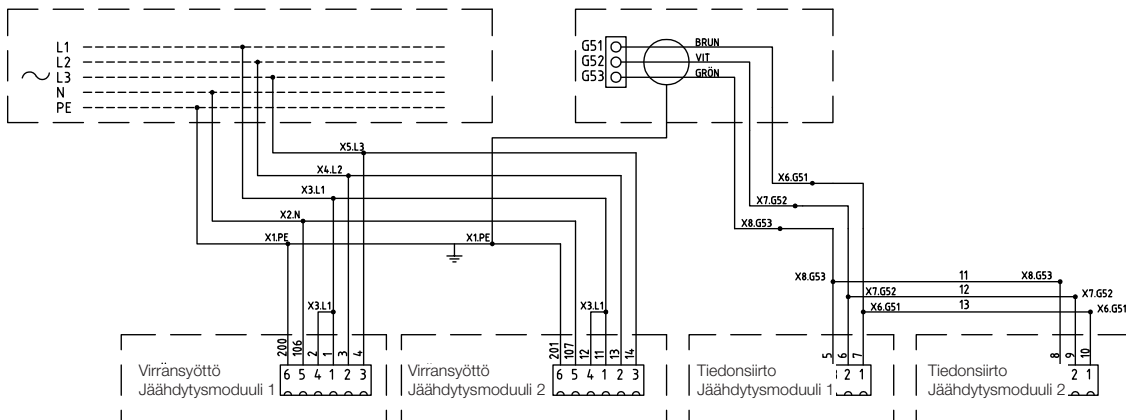 L1
L2
L3
N
PE
G51
G52
G53
BRUN
VIT
GRÖN
X5.L3
X4.L2
X3.L1
X2.N
X1.PE
X1.PE
X6.G51
X7.G52
X8.G53
X8.G53
11
X8.G53
X7.G52
12
X7.G52
X6.G51
13
X6.G51
X3.L1
X3.L1
200
106
2
1
3
4
201
107
12
11
13
14
5
6
7
8
9
10
Virränsyöttö
Jäähdytysmoduuli 1
6 5 4 1 2 3
Virränsyöttö
Jäähdytysmoduuli 2
6 5 4 1 2 3
Tiedonsiirto
Jäähdytysmoduuli 1
2 1
Tiedonsiirto
Jäähdytysmoduuli 2
2 1